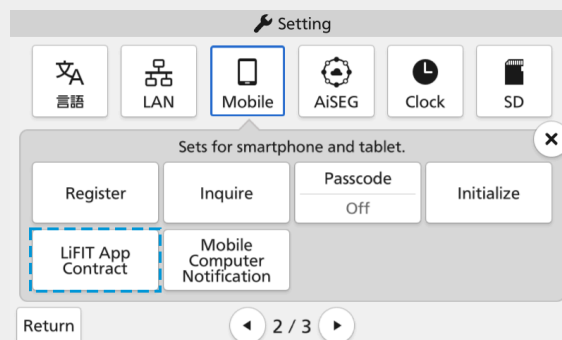 Setting
言語
LAN
Mobile
AiSEG
Clock
SD
Sets for smartphone and tablet.
Register
Inquire
Passcode
Off
Initialize
LiFIT App
Contract
Mobile
Computer
Notification
Return
2 / 3